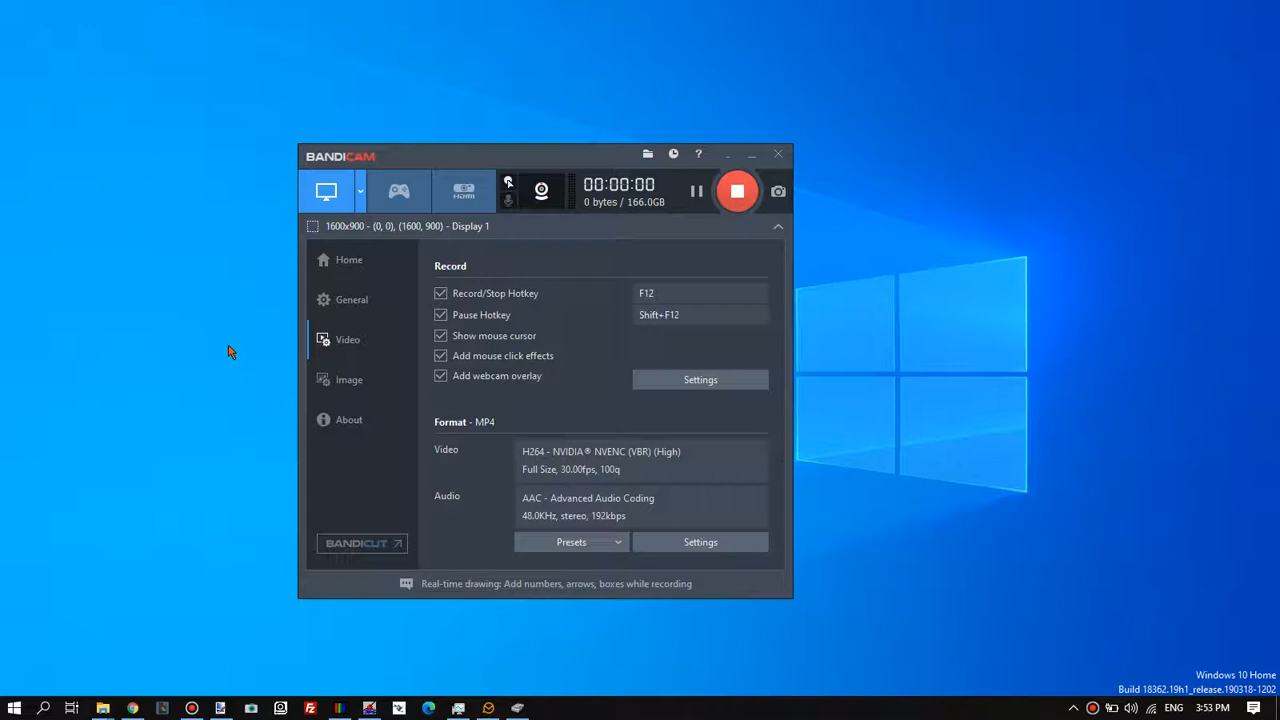 BANDICAM
?
HDMI
00:00:00
0 bytes / 166.0GB
1600x900 - (0, 0), (1600, 900) - Display 1
Home
General
Video
Image
About
BANDICUT
Record
Record/Stop Hotkey
F12
Pause Hotkey
Shift+F12
Show mouse cursor
Add mouse click effects
Add webcam overlay
Settings
Format - MP4
Video
H264 - NVIDIA® NVENC (VBR) (High)
Full Size, 30.00fps, 100q
Audio
AAC - Advanced Audio Coding
48.0KHz, stereo, 192kbps
Presets
Settings
Real-time drawing: Add numbers, arrows, boxes while recording
Windows 10 Home
Build 18362.19h1_release.190318-1202
ENG
3:53 PM